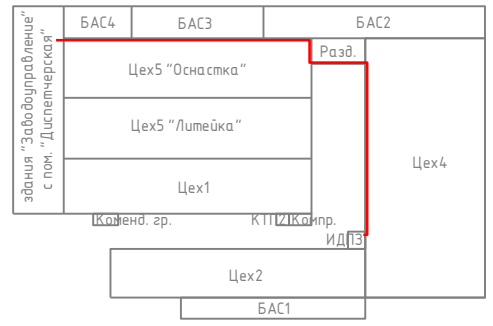 БАС4
БАС3
БАС2
здания "Заводоуправление"
с пом. "Диспетчерская"
Разд.
Цех5 "Оснастка"
Цех5 "Литейка"
Цех4
Цех1
Коменд. гр.
КТП2
Компр.
ИДПЗ
Цех2
БАС1